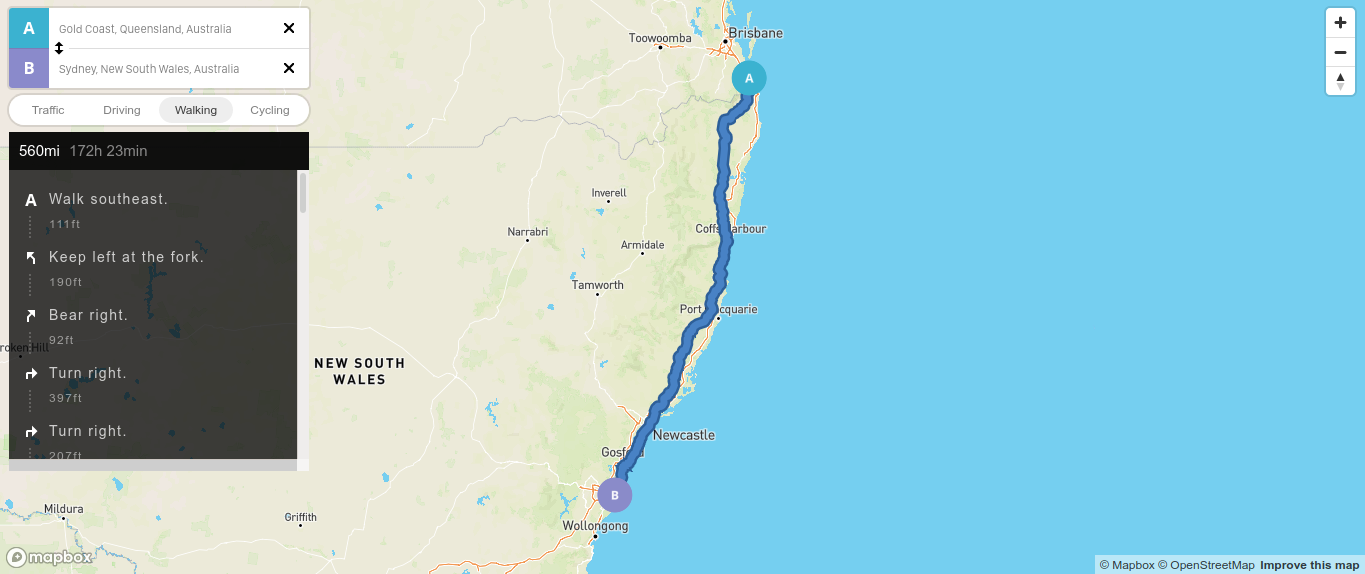 A
Gold Coast, Queensland, Australia
B
Sydney, New South Wales, Australia
Traffic
Driving
Walking
Cycling
560mi 172h 23min
A
Walk southeast.
111ft
Keep left at the fork.
190ft
Bear right.
92ft
Turn right.
397ft
Turn right.
207ft
Toowoomba
Brisbane
A
Inverell
Narrabri
Armidale
Coffs arbour
Tamworth
Port cquarie
roken Hill
NEW SOUTH
WALES
Newcastle
Gosford
B
Mildura
Griffith
Wollongong
mapbox
© Mapbox © OpenStreetMap Improve this map